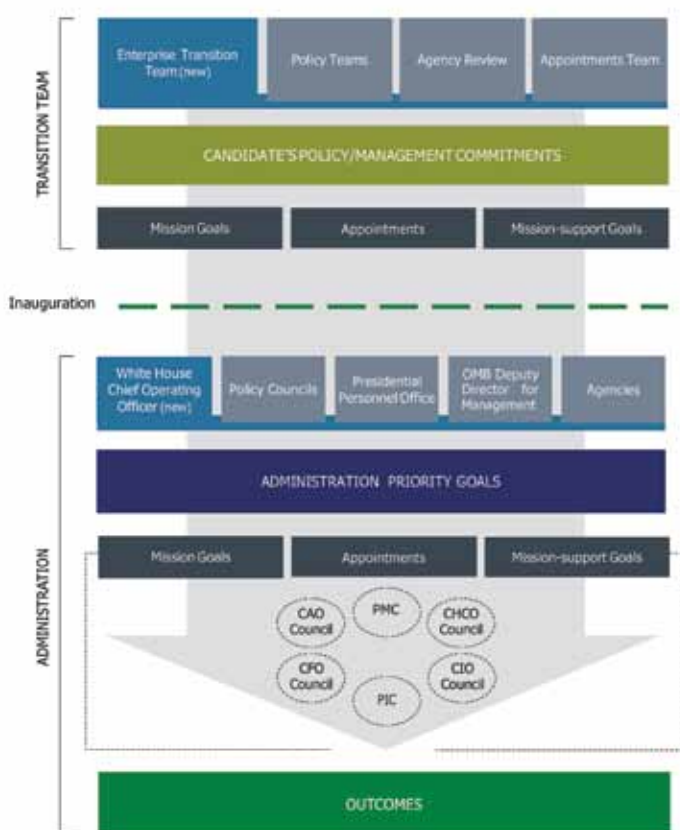 TRANSITION TEAM
Enterprise Transition
Team (new)
Policy Teams
Agency Review
Appointments Team
CANDIDATE'S POLICY/MANAGEMENT COMMITMENTS
Mission Goals
Appointments
Mission-support Goals
Inauguration
ADMINISTRATION
White House
Chief Operating
Officer (new)
Policy Councils
Presidential
Personnel Office
OMB Deputy
Director for
Management
Agencies
ADMINISTRATION PRIORITY GOALS
Mission Goals
Appointments
Mission-support Goals
CAO
Council
PMC
CHCO
Council
CFO
Council
PIC
CIO
Council
OUTCOMES